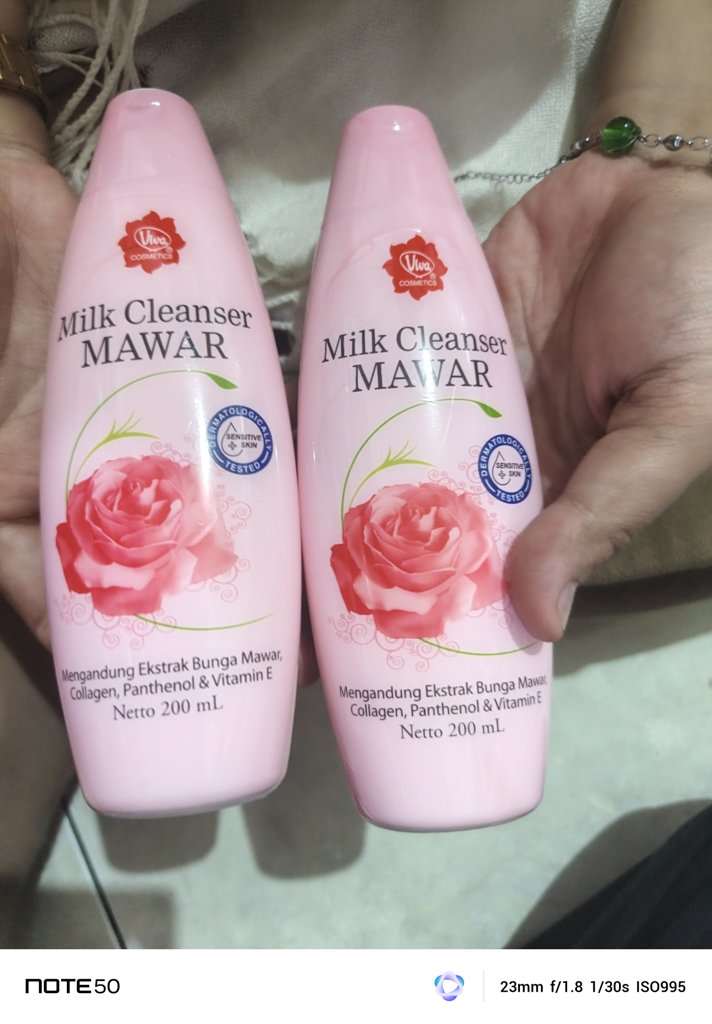 Viva
COSMETICS
Milk Cleanser
MAWAR
DERMATOLOGICALLY
SENSITIVE
SKIN
TESTED
Mengandung Ekstrak Bunga Mawar,
Collagen, Panthenol & Vitamin E
Netto 200 mL
Viva
COSMETICS
Milk Cleanser
MAWAR
DERMATOLOGICALLY
SENSITIVE
SKIN
TESTED
Mengandung Ekstrak Bunga Mawar,
Collagen, Panthenol & Vitamin E
Netto 200 mL
NOTE50
23mm f/1.8 1/30s ISO995